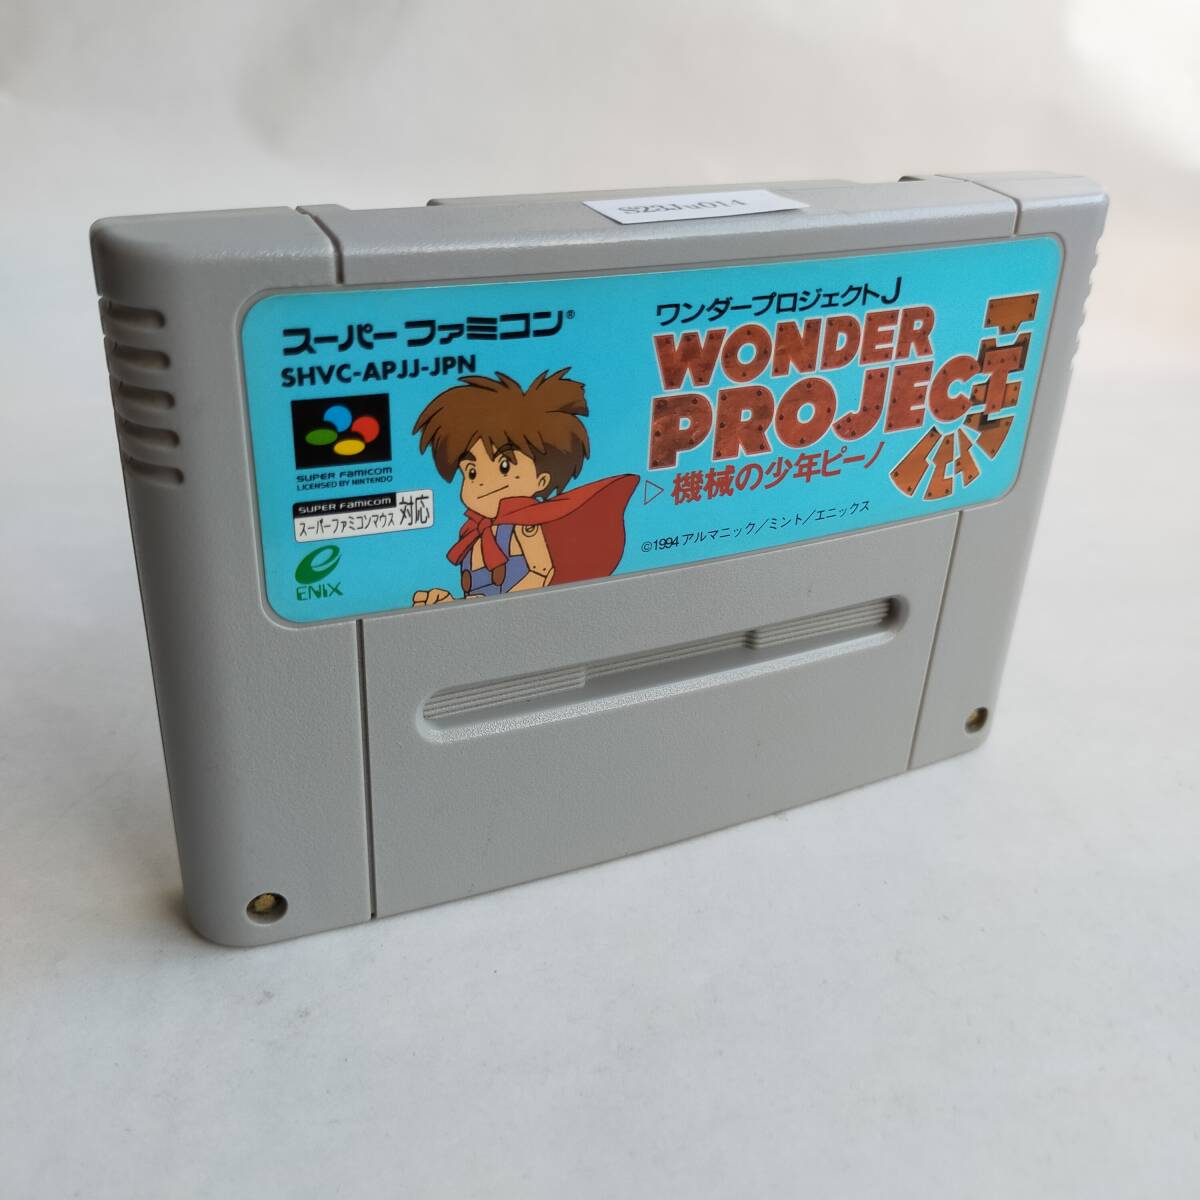 S23Ju014
スーパーファミコン®
SHVC-APJJ-JPN
SUPER FAMICOM
LICENSED BY NINTENDO
SUPER FAMICOM
スーパーファミコンマウス 対応
ENIX
ワンダープロジェクトJ
WONDER
PROJECT J
▷機械の少年ピーノ
©1994 アルマニック/ミント/エニックス